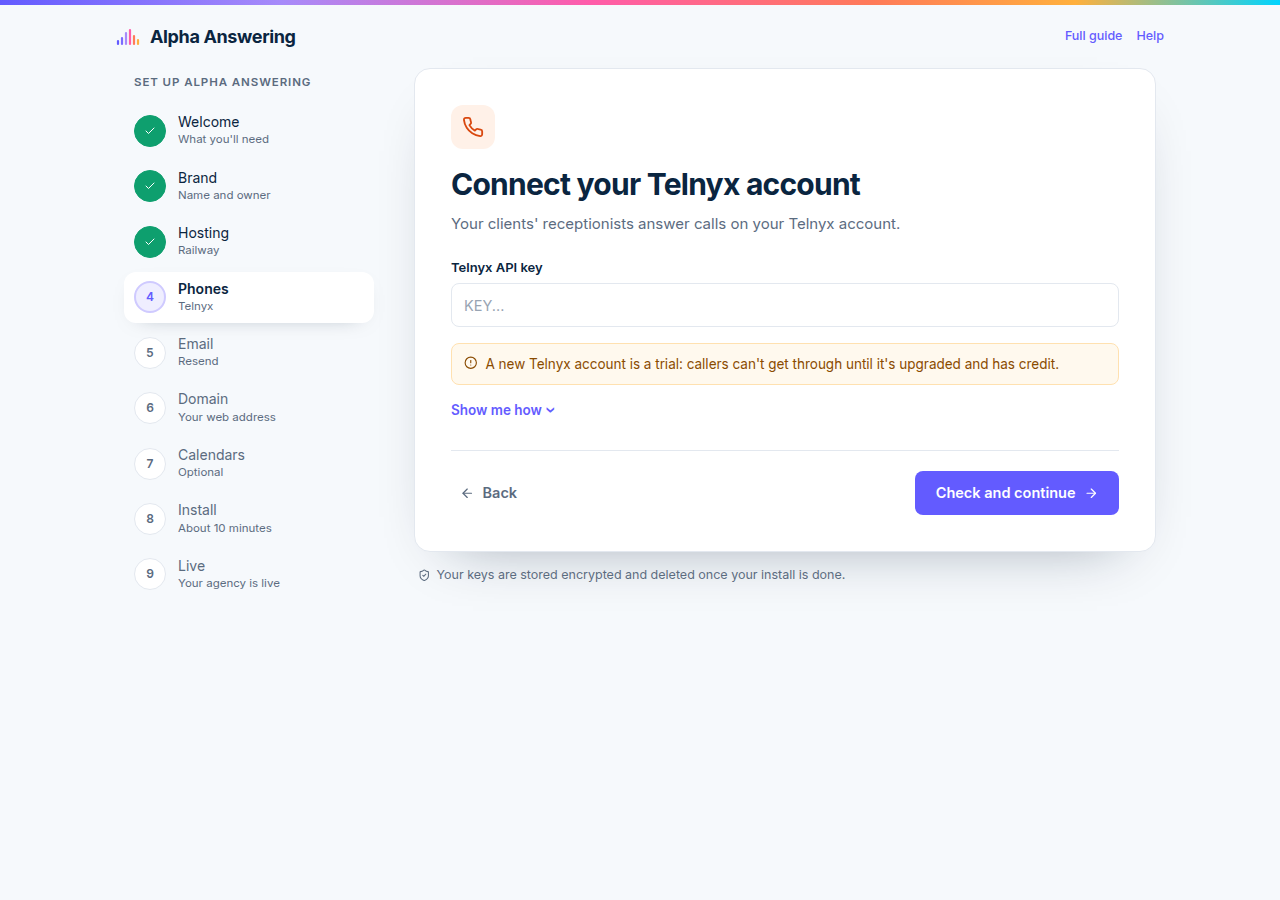 Alpha Answering
Full guide Help
SET UP ALPHA ANSWERING
Welcome
What you'll need
Brand
Name and owner
Hosting
Railway
4
Phones
Telnyx
5
Email
Resend
6
Domain
Your web address
7
Calendars
Optional
8
Install
About 10 minutes
9
Live
Your agency is live
Connect your Telnyx account
Your clients' receptionists answer calls on your Telnyx account.
Telnyx API key
KEY...
A new Telnyx account is a trial: callers can't get through until it's upgraded and has credit.
Show me how
Back
Check and continue
Your keys are stored encrypted and deleted once your install is done.